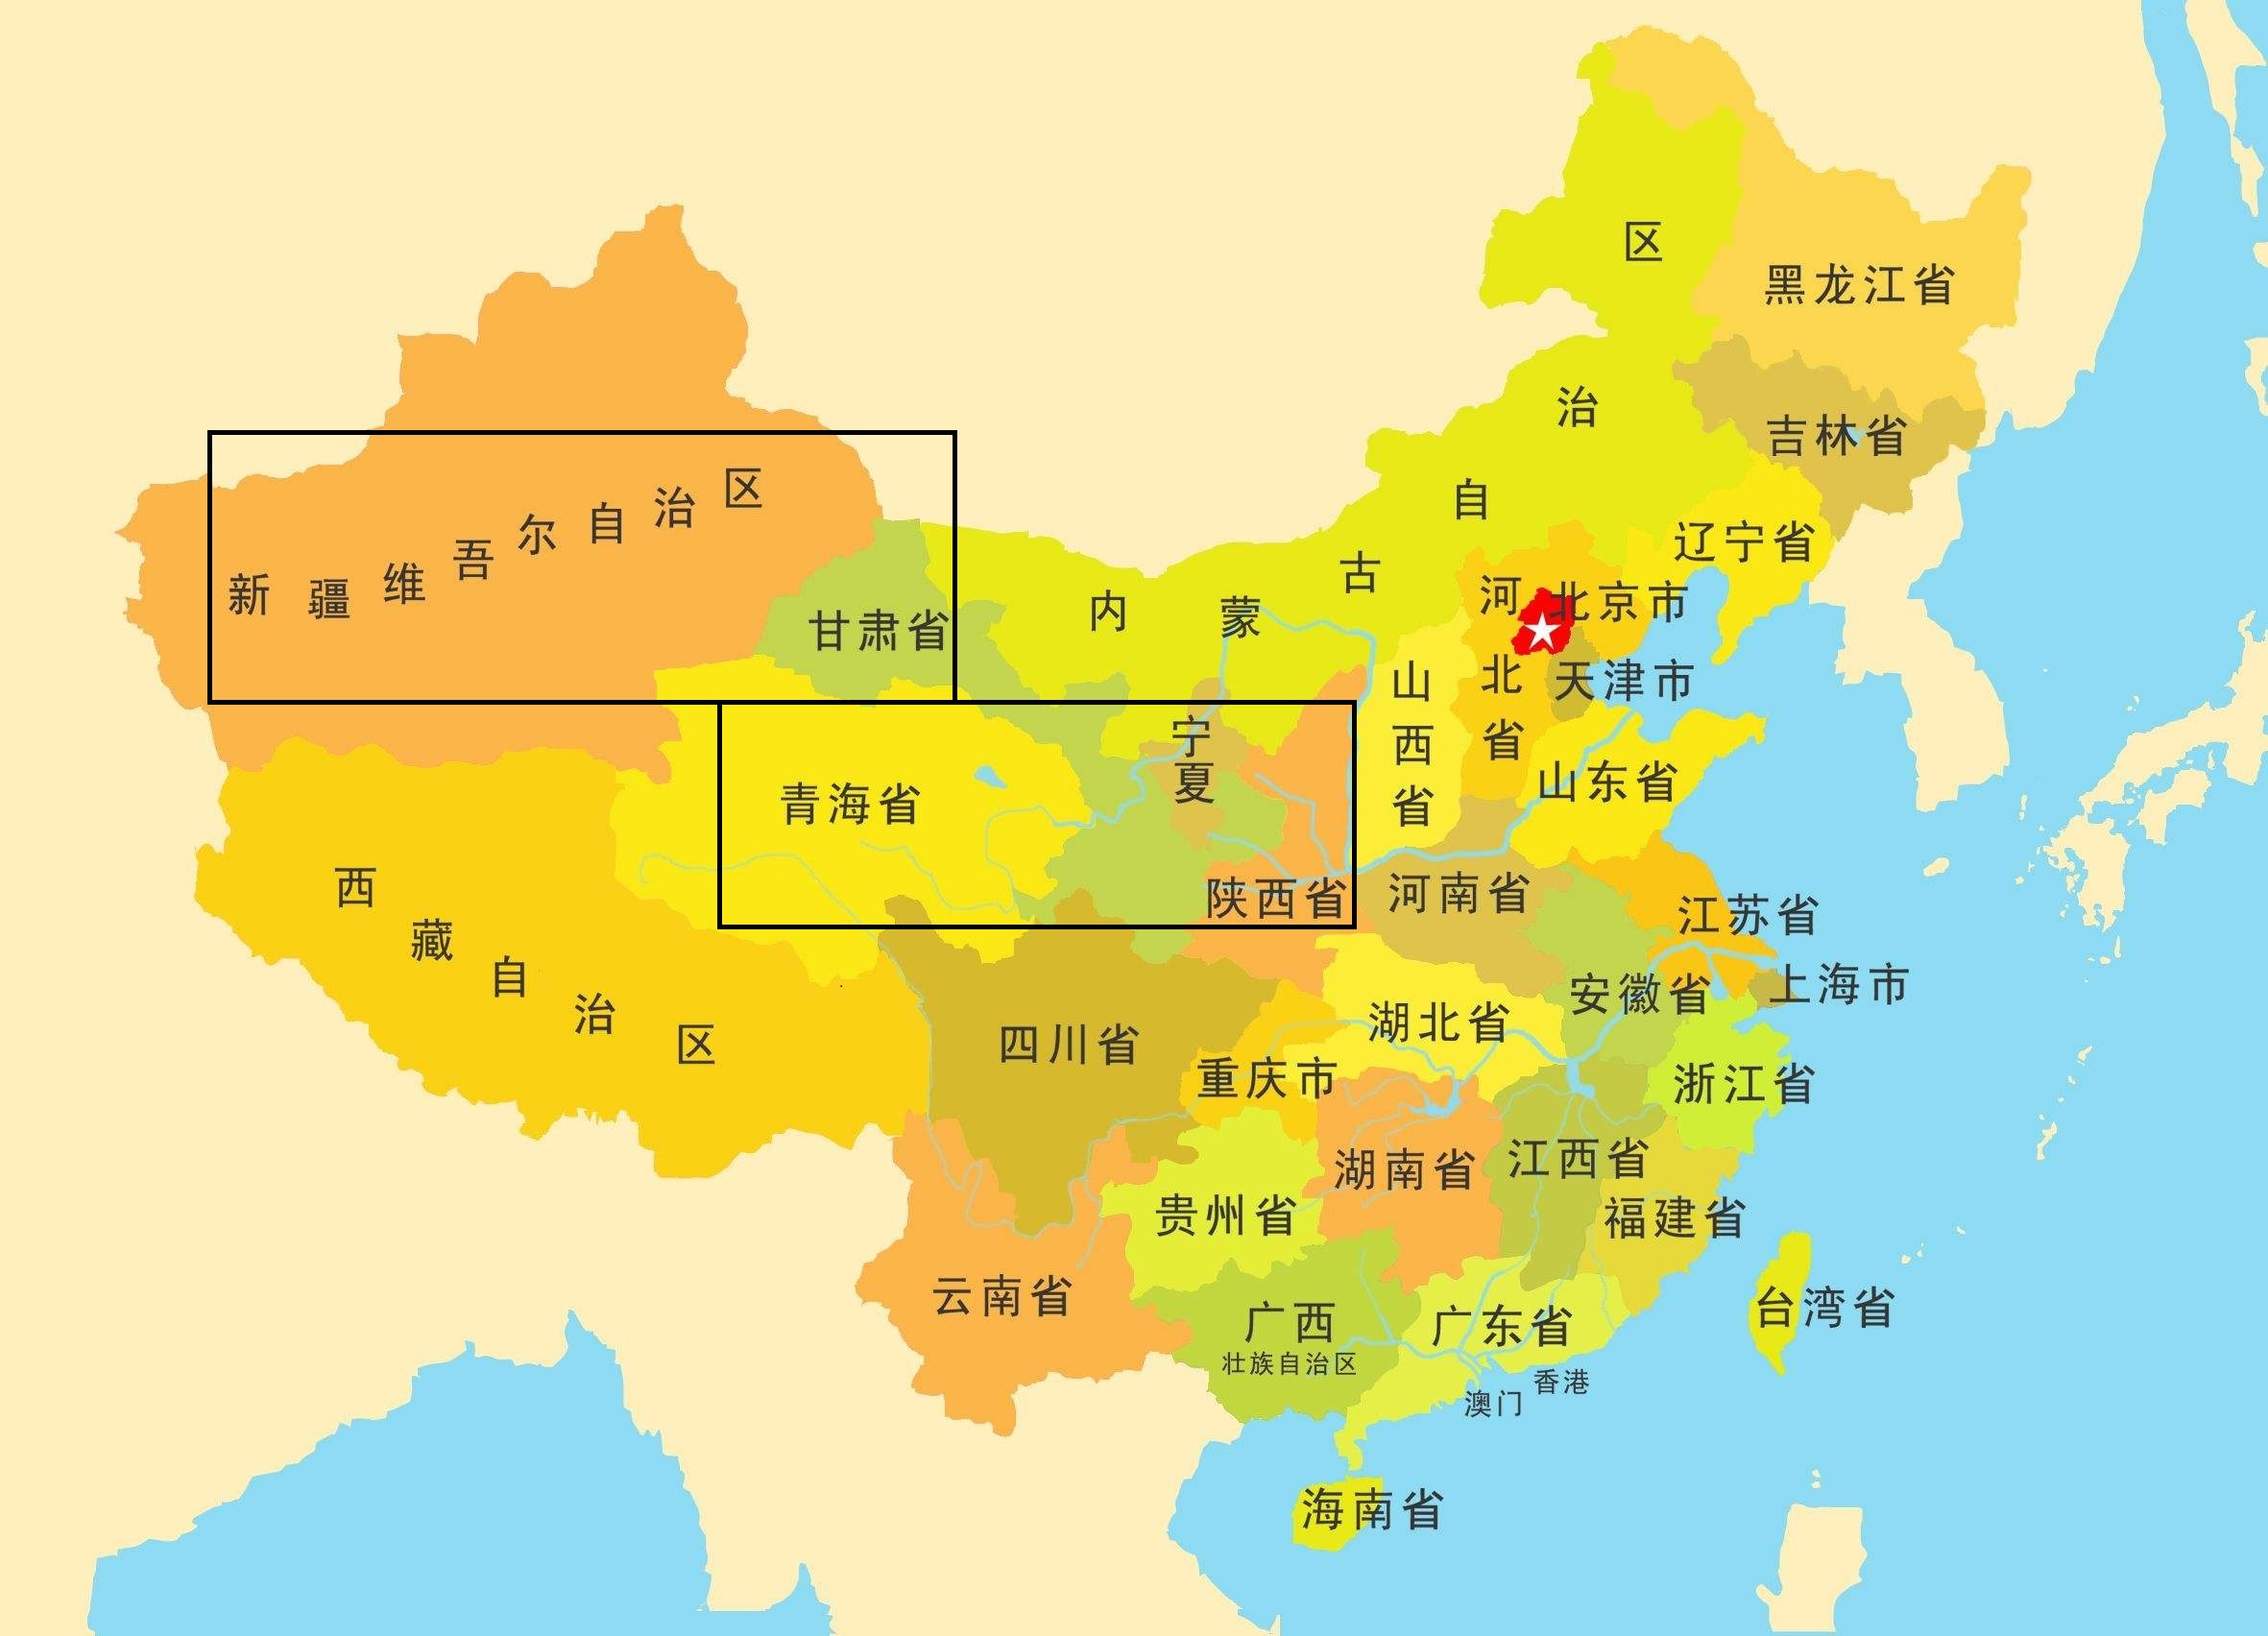 黑龙江省
吉林省
辽宁省
内蒙古自治区
新疆维吾尔自治区
甘肃省
北京市
河北省
天津市
山西省
山东省
宁夏
青海省
陕西省
河南省
江苏省
安徽省
上海市
西藏自治区
四川省
重庆市
湖北省
浙江省
湖南省
江西省
福建省
贵州省
云南省
广西
壮族自治区
广东省
香港
澳门
台湾省
海南省